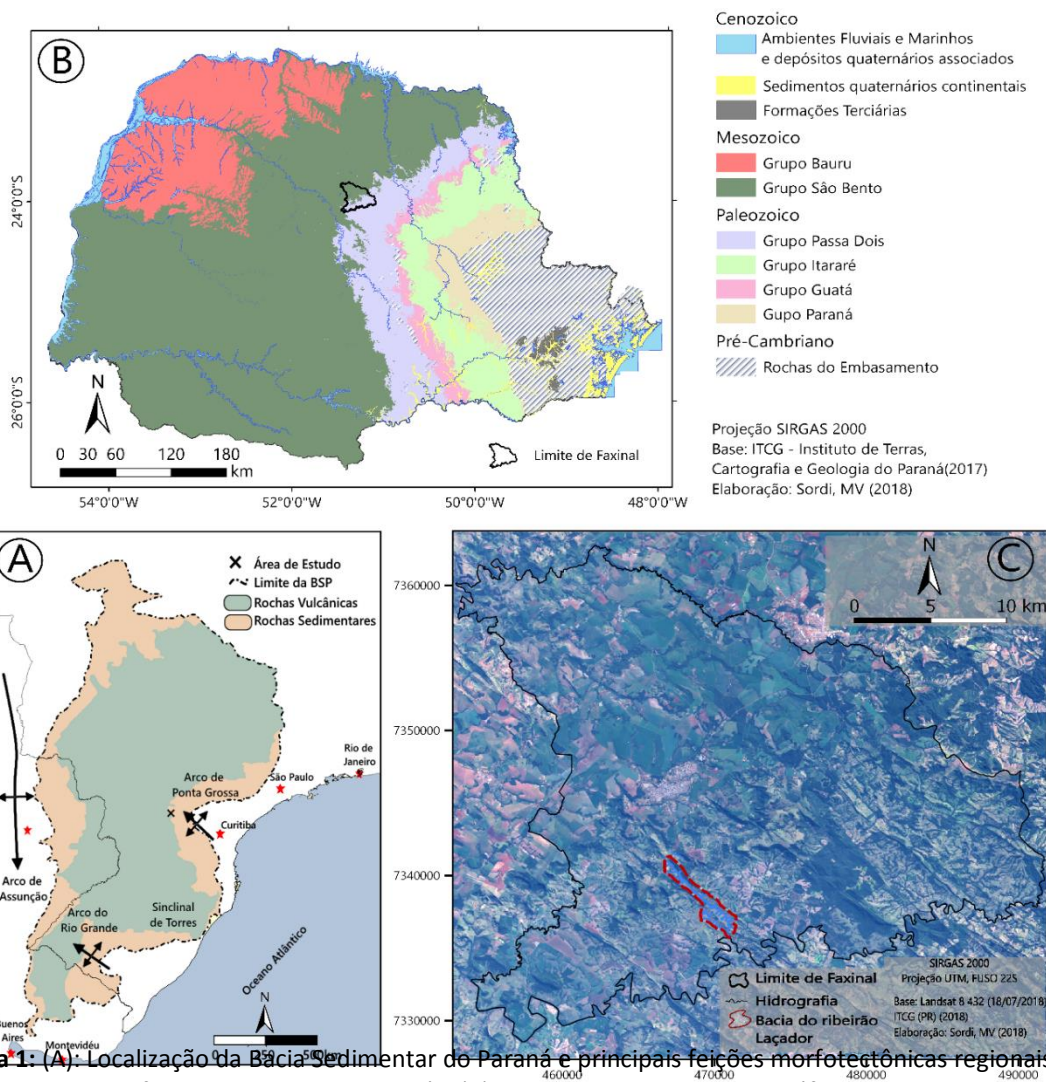 B
24°0'0"S
26°0'0"S
N
0 30 60 120 180
km
Limite de Faxinal
54°0'0"W
52°0'0"W
50°0'0"W
48°0'0"W
Cenozoico
Ambientes Fluviais e Marinhos
e depósitos quaternários associados
Sedimentos quaternários continentais
Formações Terciárias
Mesozoico
Grupo Bauru
Grupo Sâo Bento
Paleozoico
Grupo Passa Dois
Grupo Itararé
Grupo Guatá
Gupo Paraná
Pré-Cambriano
Rochas do Embasamento
Projeção SIRGAS 2000
Base: ITCG - Instituto de Terras,
Cartografia e Geologia do Paraná(2017)
Elaboração: Sordi, MV (2018)
A
Área de Estudo
Limite da BSP
Rochas Vulcânicas
Rochas Sedimentares
Rio de
Janeiro
São Paulo
Arco de
Ponta Grossa
Curitiba
Arco de
Assunção
Arco do
Rio Grande
Sinclinal
de Torres
Oceano Atlântico
N
0 250 500km
Buenos
Aires
Montevidéu
C
N
0 5 10 km
7360000
7350000
7340000
7330000
Limite de Faxinal
Hidrografia
Bacia do ribeirão
Laçador
SIRGAS 2000
Projeção UTM, FUSO 22S
Base: Landsat 8 432 (18/07/2018)
ITCG (PR) (2018)
Elaboração: Sordi, MV (2018)
460000
470000
480000
490000
a 1: (A): Localização da Bacia Sedimentar do Paraná e principais feições morfotectônicas regionais